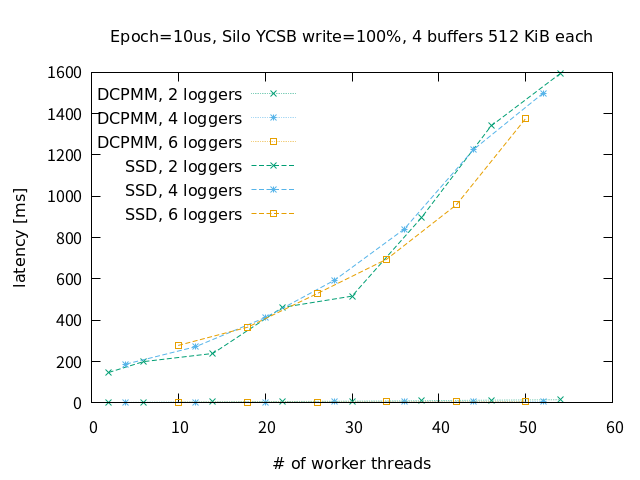 Epoch=10us, Silo YCSB write=100%, 4 buffers 512 KiB each
1600
1400
1200
1000
800
600
400
200
0
latency [ms]
DCPMM, 2 loggers
DCPMM, 4 loggers
DCPMM, 6 loggers
SSD, 2 loggers
SSD, 4 loggers
SSD, 6 loggers
0 10 20 30 40 50 60
# of worker threads